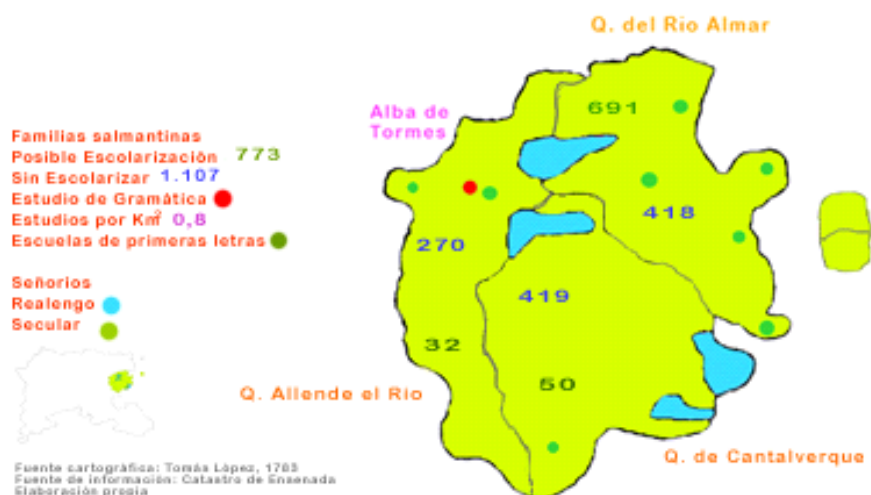 Q. del Rio Almar
691
Alba de
Tormes
Familias salmantinas
Posible Escolarización 773
Sin Escolarizar 1.107
Estudio de Gramática
Estudios por Km² 0,8
Escuelas de primeras letras
418
270
419
Señorios
Realengo
Secular
32
50
Q. Allende el Río
Q. de Cantalverque
Fuente cartográfica: Tomás López, 1783
Fuente de información: Catastro de Ensenada
Elaboración propia